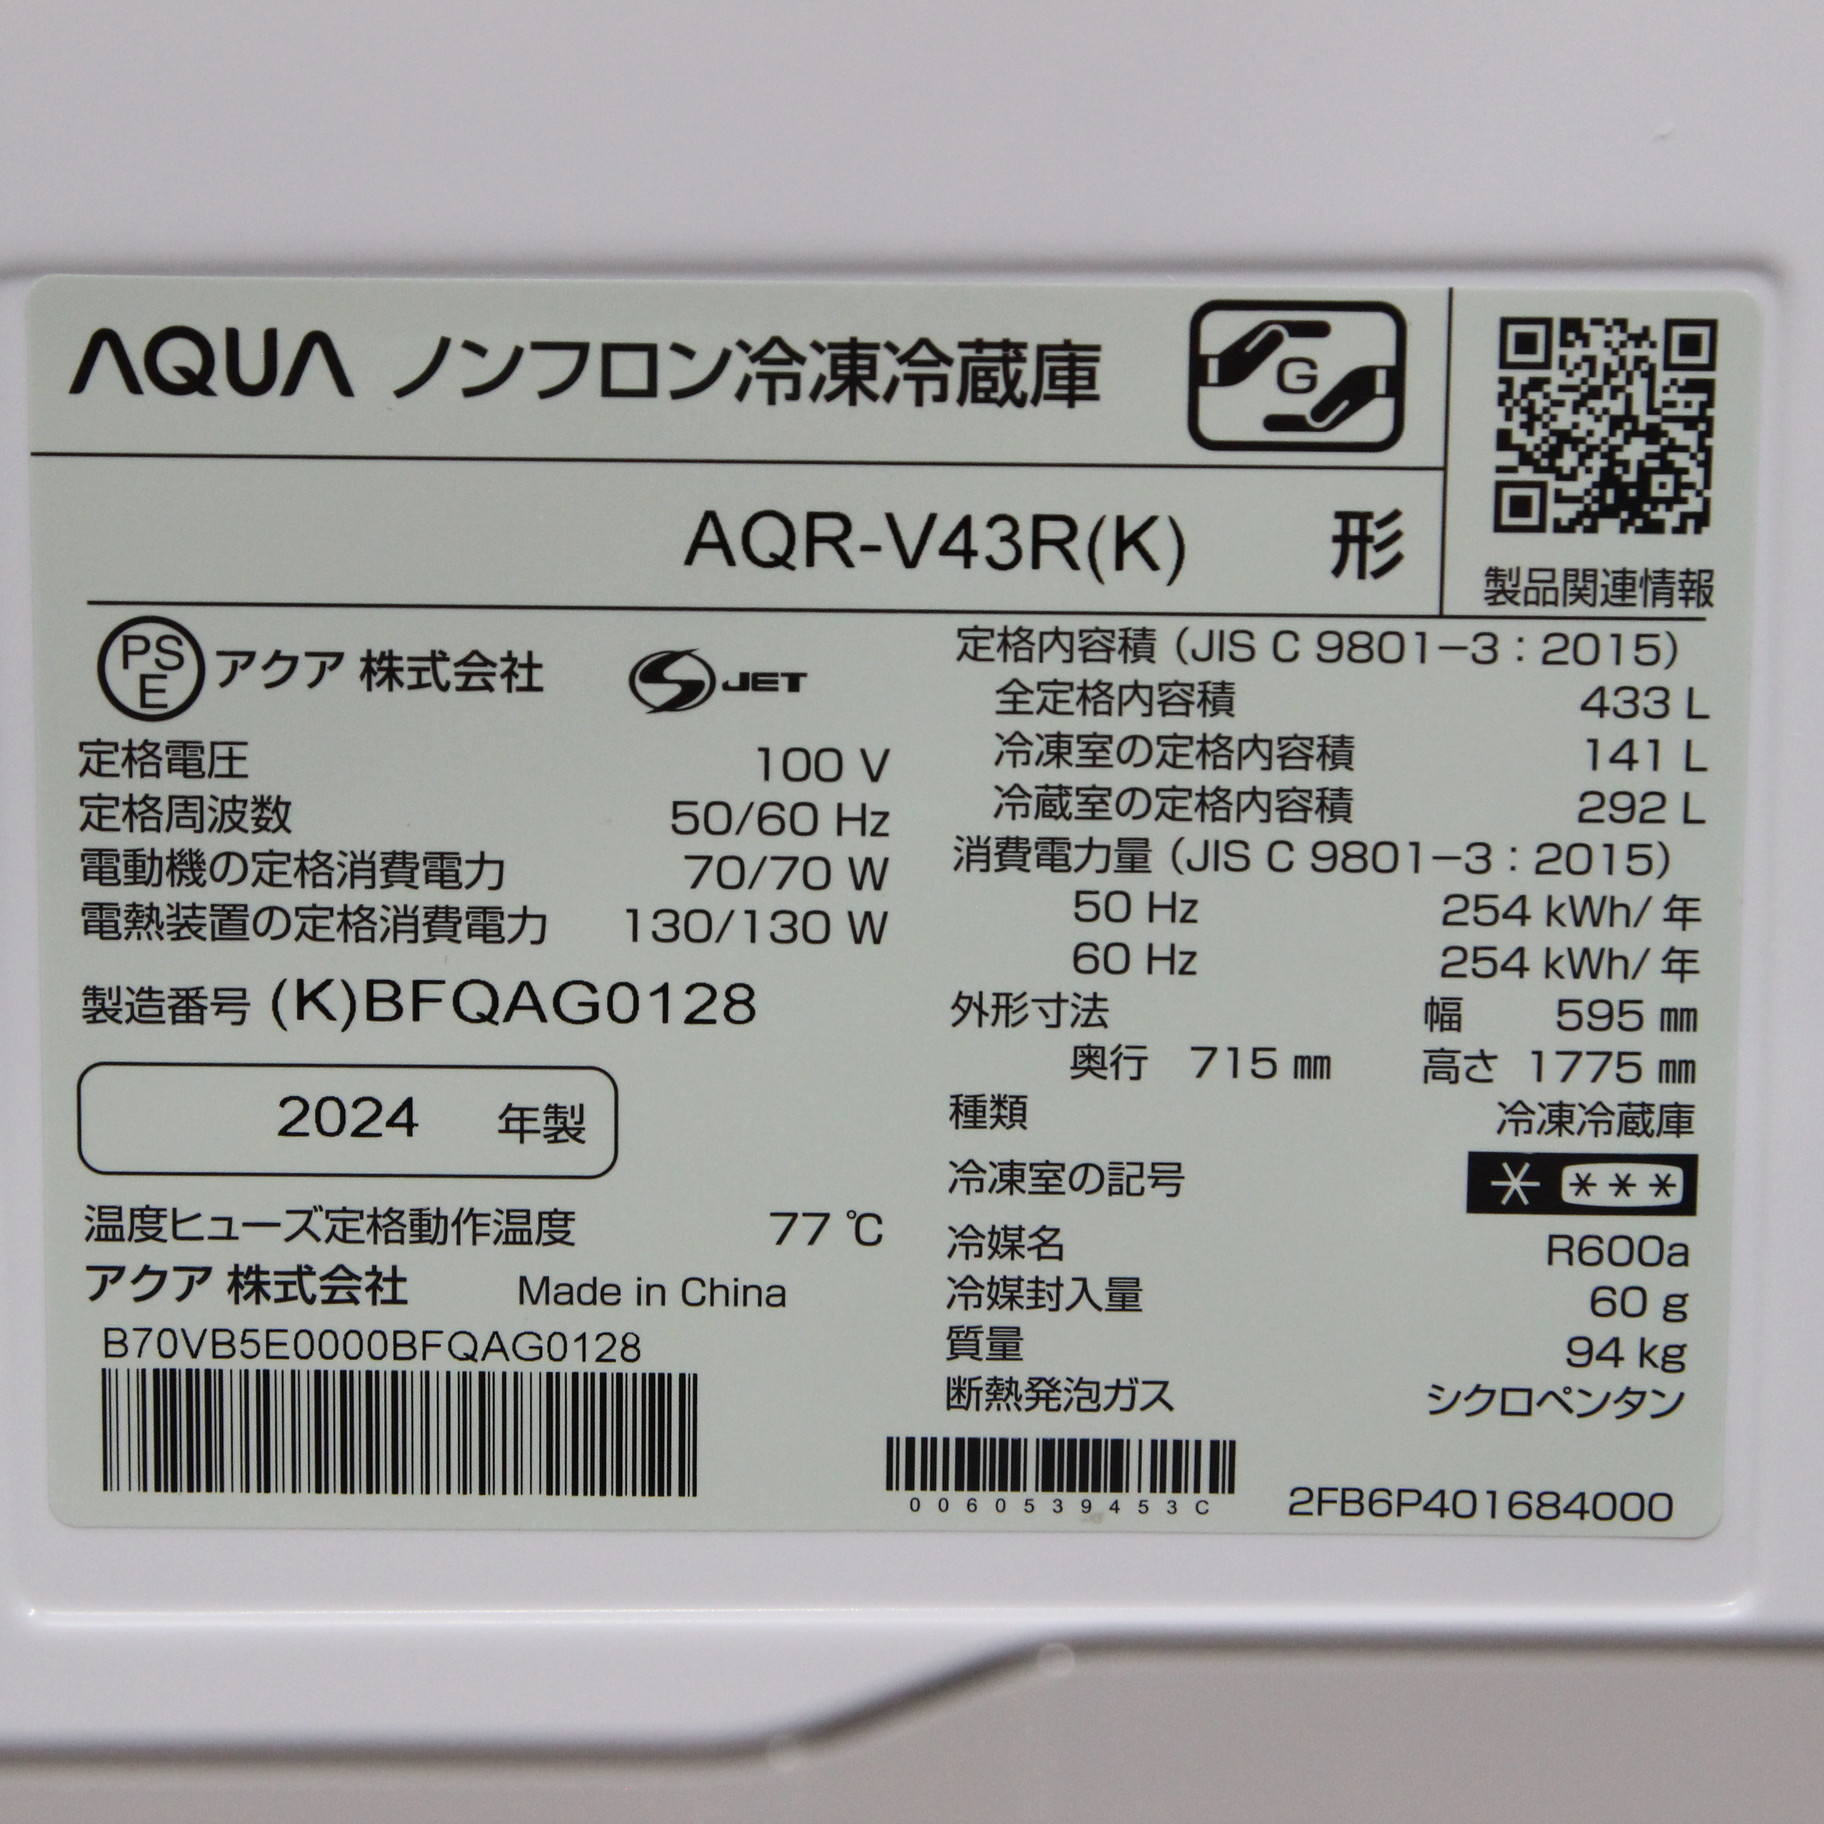 AQUA ノンフロン冷凍冷蔵庫
G
AQR-V43R(K) 形
製品関連情報
PSE アクア 株式会社 S JET
定格電圧 100 V
定格周波数 50/60 Hz
電動機の定格消費電力 70/70 W
電熱装置の定格消費電力 130/130 W
製造番号 (K)BFQAG0128
2024 年製
温度ヒューズ定格動作温度 77 ℃
アクア 株式会社 Made in China
B70VB5E0000BFQAG0128
定格内容積（JIS C 9801−3：2015）
全定格内容積 433 L
冷凍室の定格内容積 141 L
冷蔵室の定格内容積 292 L
消費電力量（JIS C 9801−3：2015）
50 Hz 254 kWh/年
60 Hz 254 kWh/年
外形寸法 幅 595 ㎜
奥行 715 ㎜ 高さ 1775 ㎜
種類 冷凍冷蔵庫
冷凍室の記号 * ***
冷媒名 R600a
冷媒封入量 60 g
質量 94 kg
断熱発泡ガス シクロペンタン
0060539453C
2FB6P401684000